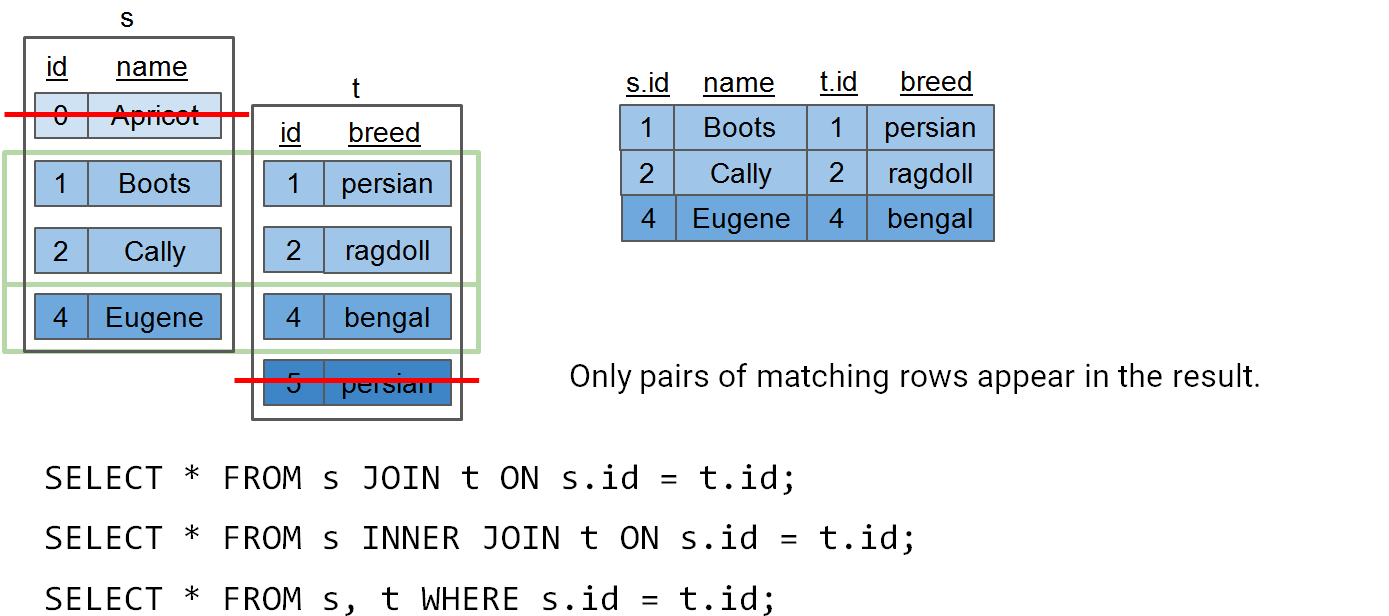 s
id name
0 Apricot
1 Boots
2 Cally
4 Eugene
t
id breed
1 persian
2 ragdoll
4 bengal
5 persian
s.id name t.id breed
1 Boots 1 persian
2 Cally 2 ragdoll
4 Eugene 4 bengal
Only pairs of matching rows appear in the result.
SELECT * FROM s JOIN t ON s.id = t.id;
SELECT * FROM s INNER JOIN t ON s.id = t.id;
SELECT * FROM s, t WHERE s.id = t.id;